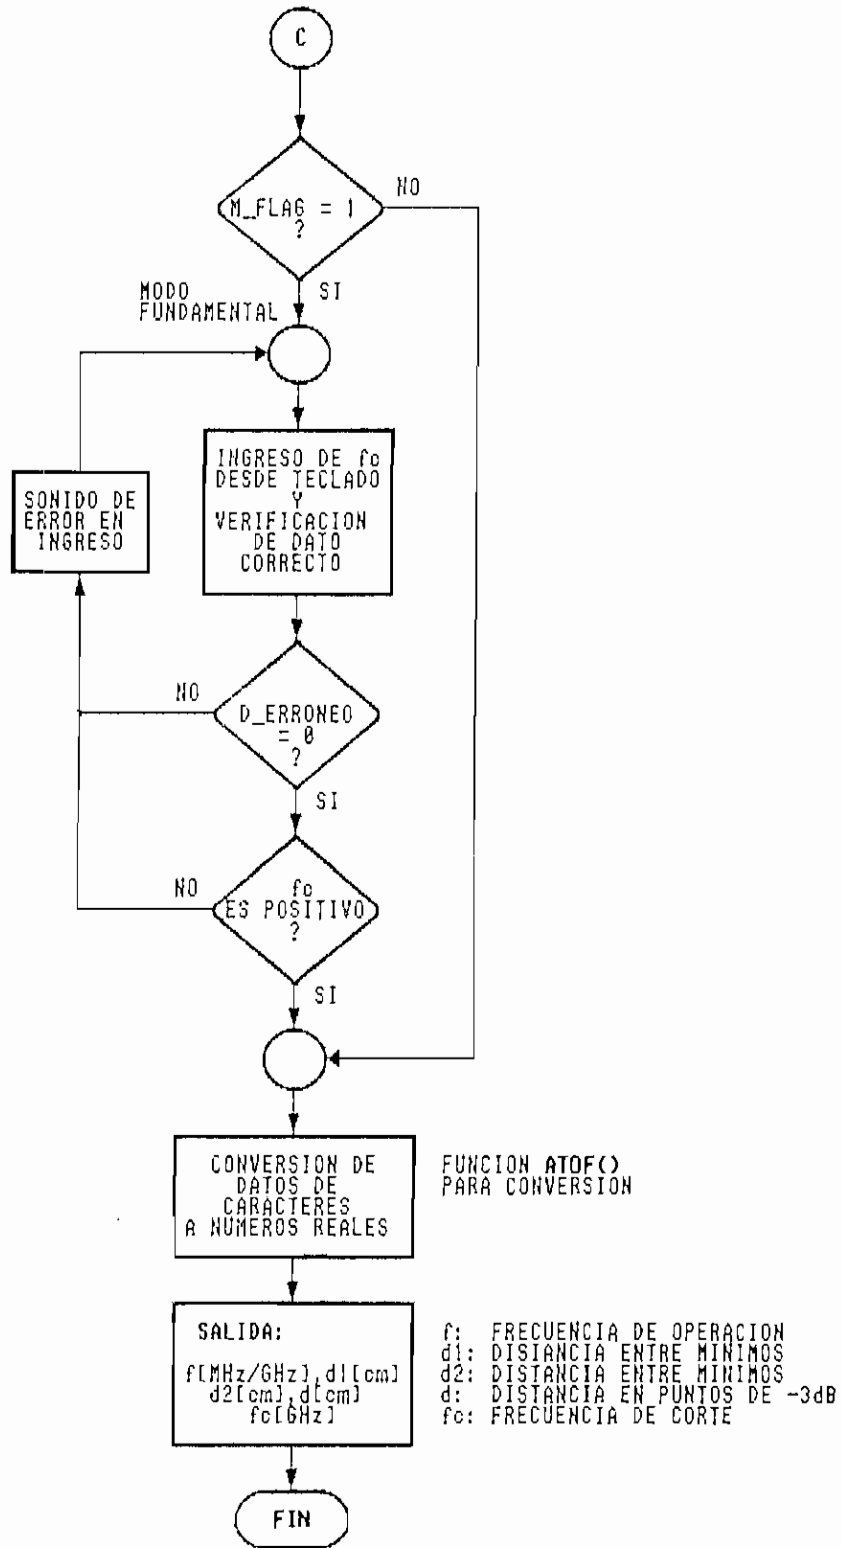 C
M_FLAG = 1
?
NO
SI
MODO
FUNDAMENTAL
INGRESO DE fc
DESDE TECLADO
Y
VERIFICACION
DE DATO
CORRECTO
SONIDO DE
ERROR EN
INGRESO
NO
D_ERRONEO
= 0
?
SI
NO
fc
ES POSITIVO
?
SI
CONVERSION DE
DATOS DE
CARACTERES
A NUMEROS REALES
FUNCION ATOF()
PARA CONVERSION
SALIDA:
f[MHz/GHz],d1[cm]
d2[cm],d[cm]
fc[GHz]
f: FRECUENCIA DE OPERACION
d1: DISTANCIA ENTRE MINIMOS
d2: DISTANCIA ENTRE MINIMOS
d: DISTANCIA EN PUNTOS DE -3dB
fc: FRECUENCIA DE CORTE
FIN